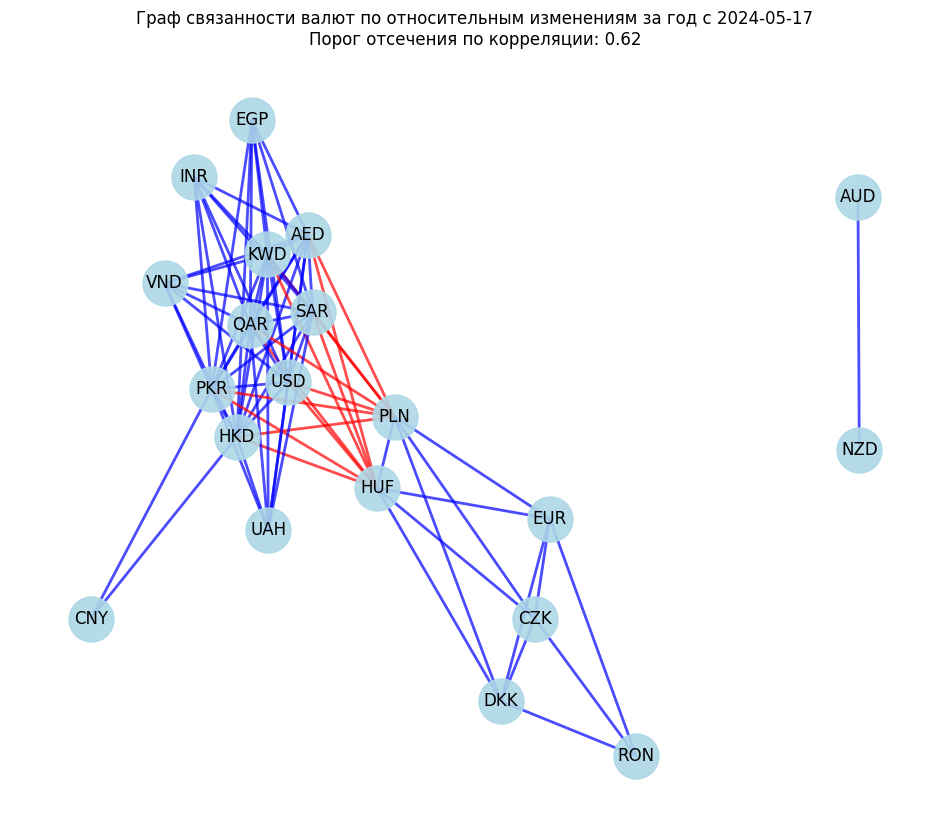 Граф связанности валют по относительным изменениям за год с 2024-05-17
Порог отсечения по корреляции: 0.62
EGP
INR
AUD
AED
KWD
VND
SAR
QAR
USD
PKR
PLN
HKD
NZD
HUF
EUR
UAH
CNY
CZK
DKK
RON